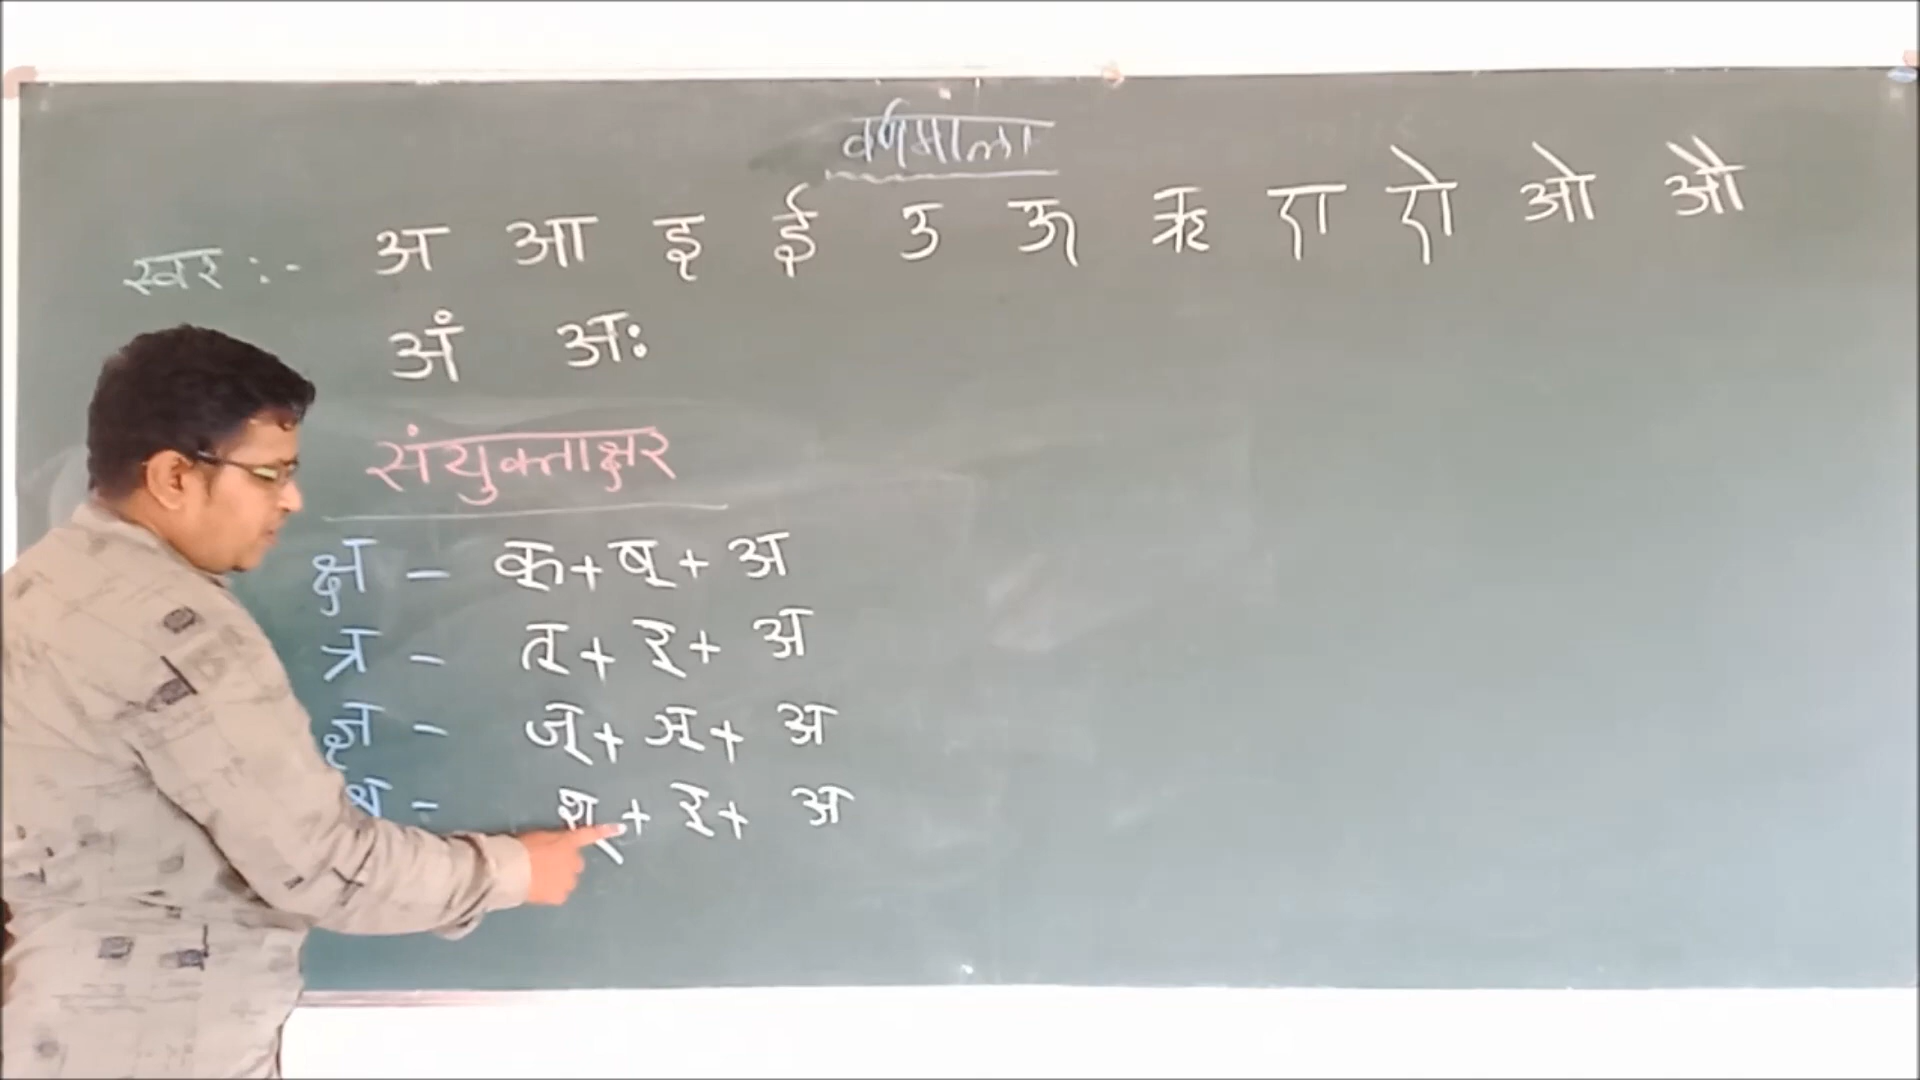 वर्णमाला
स्वर :- अ आ इ ई उ ऊ ऋ ए ऐ ओ औ
अं अः
संयुक्ताक्षर
क्ष - क् + ष् + अ
त्र - त् + र् + अ
ज्ञ - ज् + ञ् + अ
श्र - श् + र् + अ